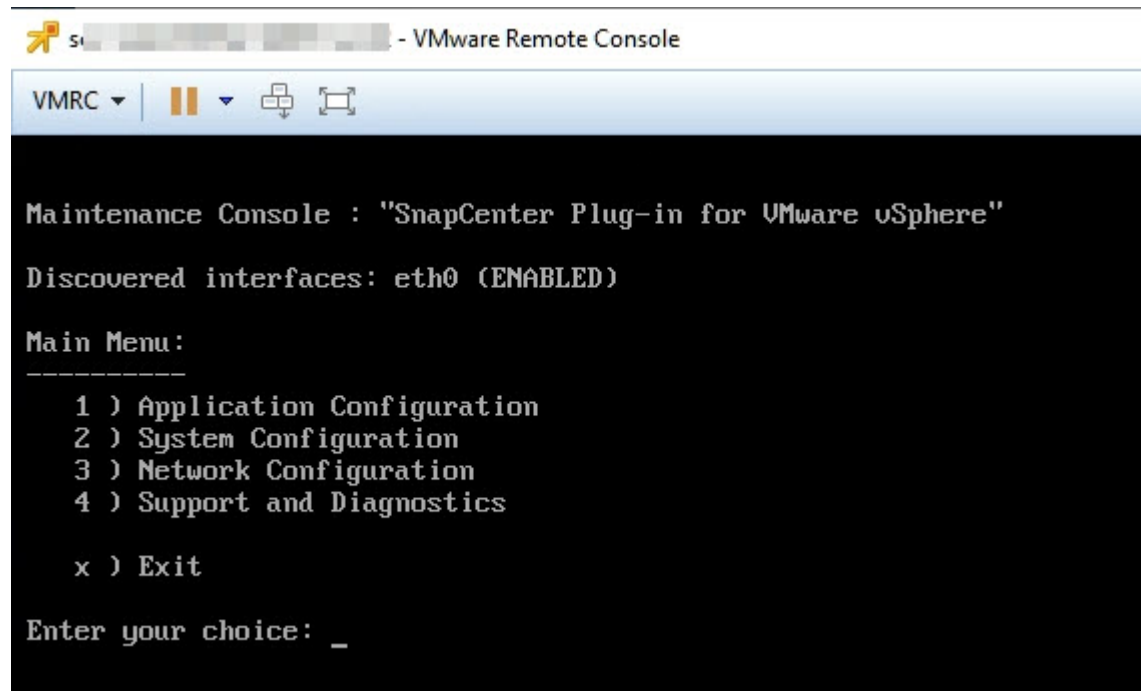 - VMware Remote Console
VMRC
Maintenance Console : "SnapCenter Plug-in for VMware vSphere"
Discovered interfaces: eth0 (ENABLED)
Main Menu:
----------
1 ) Application Configuration
2 ) System Configuration
3 ) Network Configuration
4 ) Support and Diagnostics
x ) Exit
Enter your choice: _